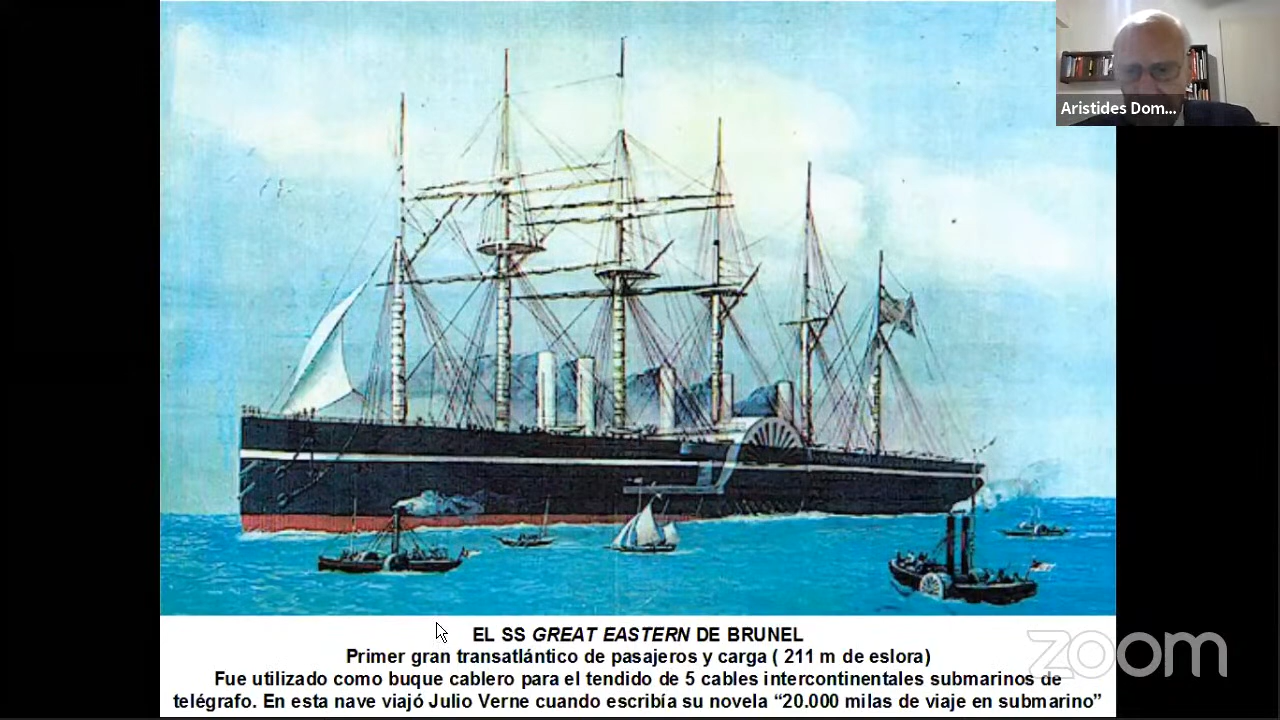 Aristides Dom...
EL SS GREAT EASTERN DE BRUNEL
Primer gran transatlántico de pasajeros y carga ( 211 m de eslora)
Fue utilizado como buque cablero para el tendido de 5 cables intercontinentales submarinos de
telégrafo. En esta nave viajó Julio Verne cuando escribía su novela “20.000 milas de viaje en submarino”
zoom